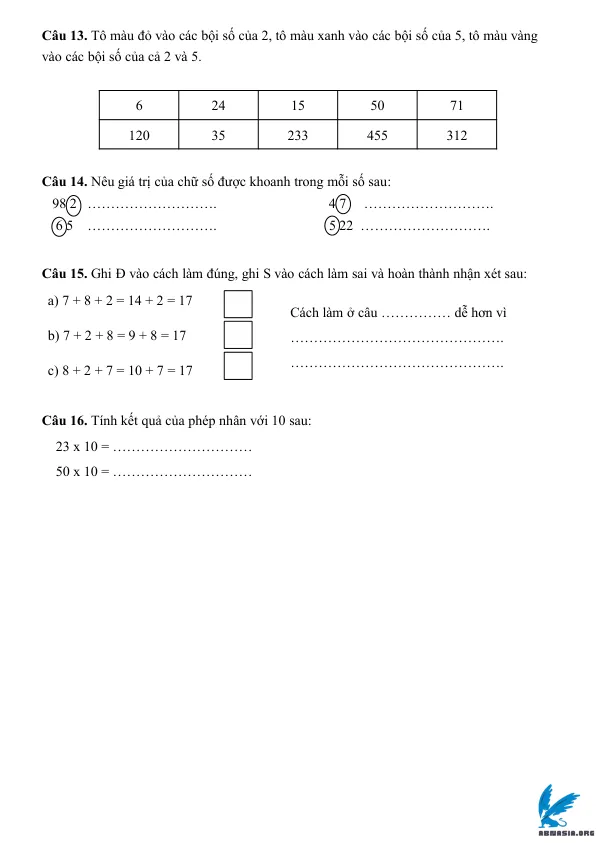 Câu 13. Tô màu đỏ vào các bội số của 2, tô màu xanh vào các bội số của 5, tô màu vàng
vào các bội số của cả 2 và 5.
6 24 15 50 71
120 35 233 455 312
Câu 14. Nêu giá trị của chữ số được khoanh trong mỗi số sau:
982 ………………………. 47 ……………………….
65 ………………………. 522 ……………………….
Câu 15. Ghi Đ vào cách làm đúng, ghi S vào cách làm sai và hoàn thành nhận xét sau:
a) 7 + 8 + 2 = 14 + 2 = 17
b) 7 + 2 + 8 = 9 + 8 = 17
c) 8 + 2 + 7 = 10 + 7 = 17
Cách làm ở câu …………… dễ hơn vì
……………………………………….
……………………………………….
Câu 16. Tính kết quả của phép nhân với 10 sau:
23 x 10 = …………………………
50 x 10 = …………………………
ABNASIA.ORG